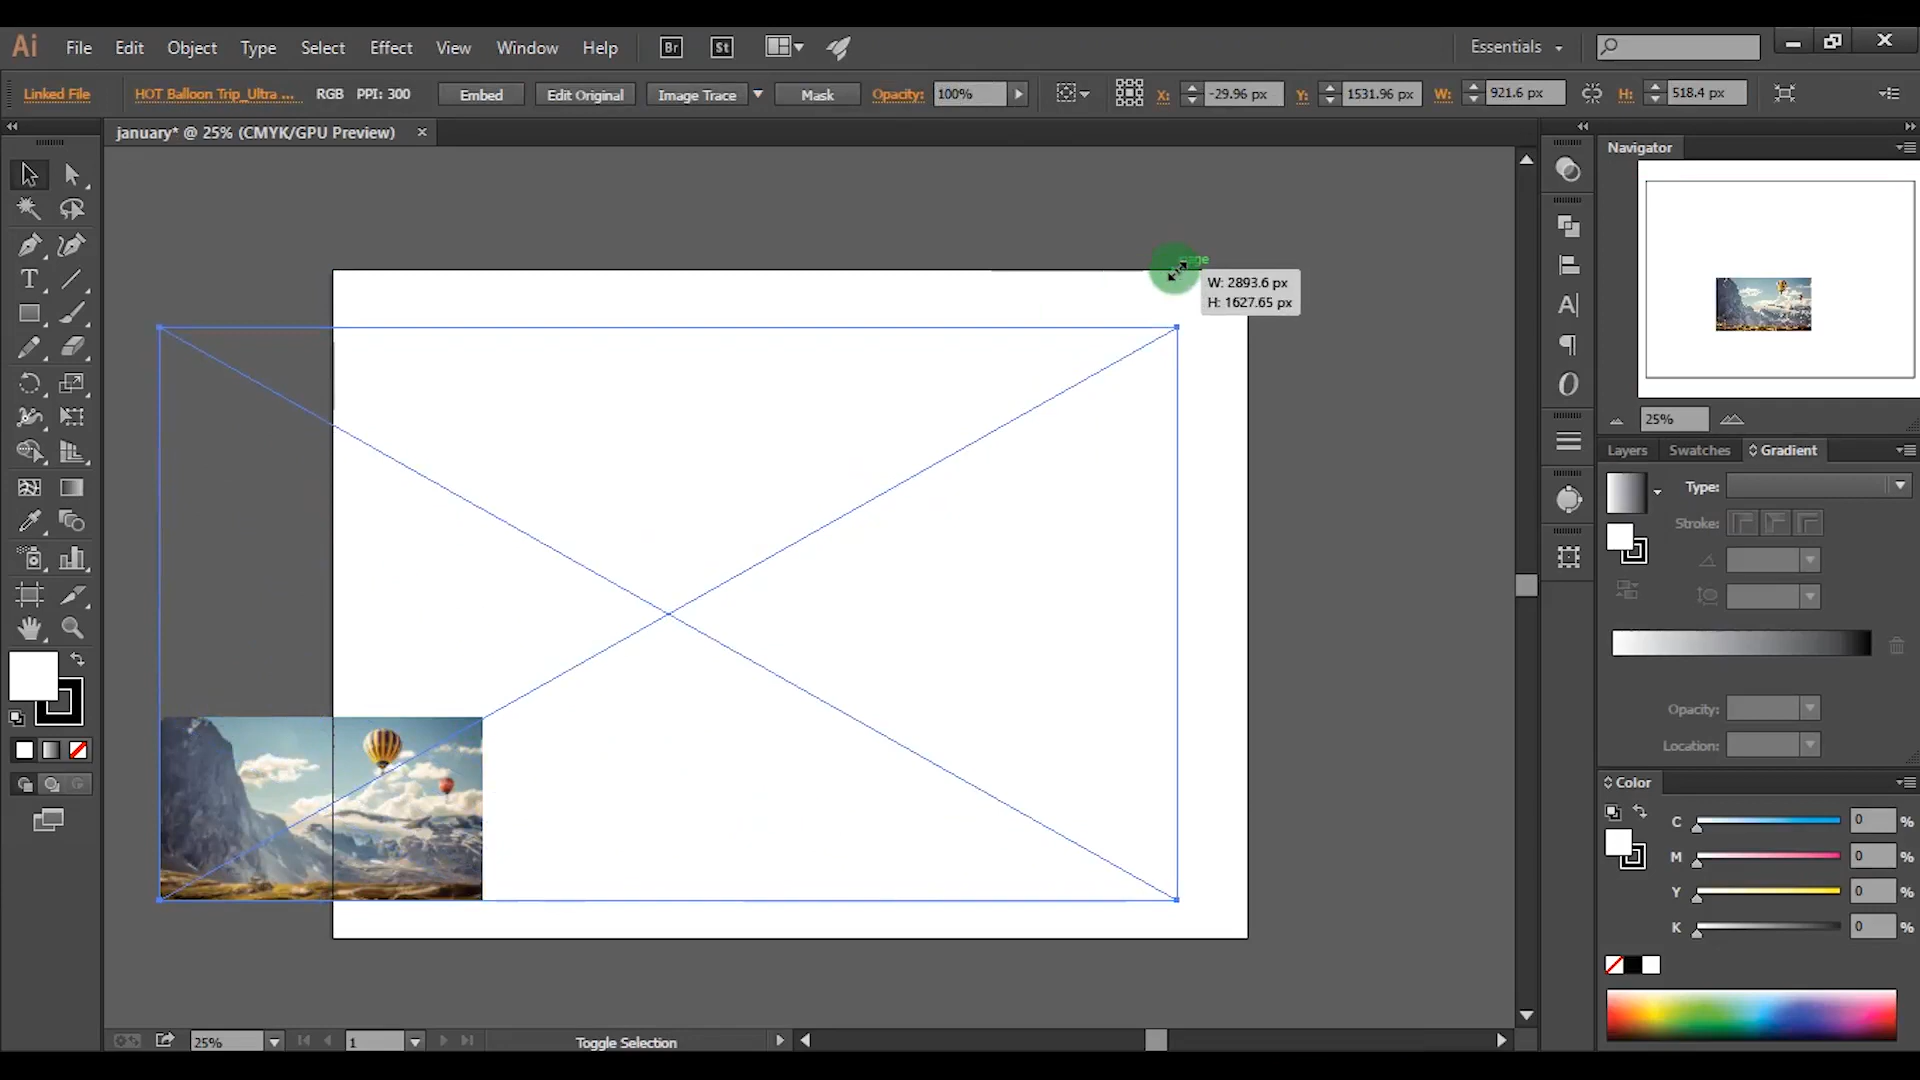 Ai File Edit Object Type Select Effect View Window Help Br St Essentials
Linked File HOT Balloon Trip_Ultra ... RGB PPI: 300 Embed Edit Original Image Trace Mask Opacity: 100% X: -29.96 px Y: 1531.96 px W: 921.6 px H: 518.4 px
january* @ 25% (CMYK/GPU Preview)
Navigator
W: 2893.6 px
H: 1627.65 px
25%
Layers Swatches Gradient
Type:
Stroke:
Opacity:
Location:
Color
C 0 %
M 0 %
Y 0 %
K 0 %
25% 1 Toggle Selection